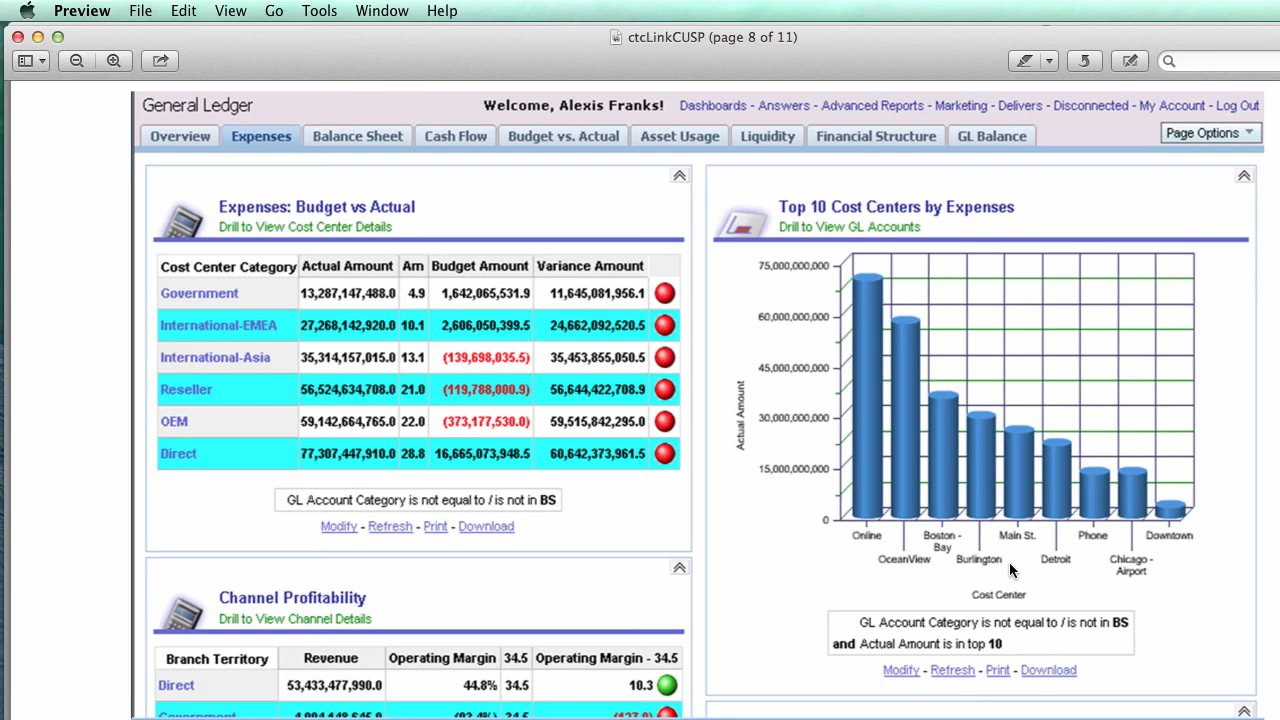 Preview File Edit View Go Tools Window Help
ctcLinkCUSP (page 8 of 11)
General Ledger
Welcome, Alexis Franks! Dashboards - Answers - Advanced Reports - Marketing - Delivers - Disconnected - My Account - Log Out
Overview Expenses Balance Sheet Cash Flow Budget vs. Actual Asset Usage Liquidity Financial Structure GL Balance Page Options
Expenses: Budget vs Actual
Drill to View Cost Center Details
Cost Center Category Actual Amount Am Budget Amount Variance Amount
Government 13,287,147,488.0 4.9 1,642,065,531.9 11,645,081,956.1
International-EMEA 27,268,142,920.0 10.1 2,606,050,399.5 24,662,092,520.5
International-Asia 35,314,157,015.0 13.1 (139,698,035.5) 35,453,855,050.5
Reseller 56,524,634,708.0 21.0 (119,788,000.9) 56,644,422,708.9
OEM 59,142,664,765.0 22.0 (373,177,530.0) 59,515,842,295.0
Direct 77,307,447,910.0 28.8 16,665,073,948.5 60,642,373,961.5
GL Account Category is not equal to / is not in BS
Modify - Refresh - Print - Download
Channel Profitability
Drill to View Channel Details
Branch Territory Revenue Operating Margin 34.5 Operating Margin - 34.5
Direct 53,433,477,990.0 44.8% 34.5 10.3
Top 10 Cost Centers by Expenses
Drill to View GL Accounts
75,000,000,000
60,000,000,000
45,000,000,000
30,000,000,000
15,000,000,000
0
Actual Amount
Online
OceanView
Boston -
Bay
Burlington
Main St.
Detroit
Phone
Chicago -
Airport
Downtown
Cost Center
GL Account Category is not equal to / is not in BS
and Actual Amount is in top 10
Modify - Refresh - Print - Download